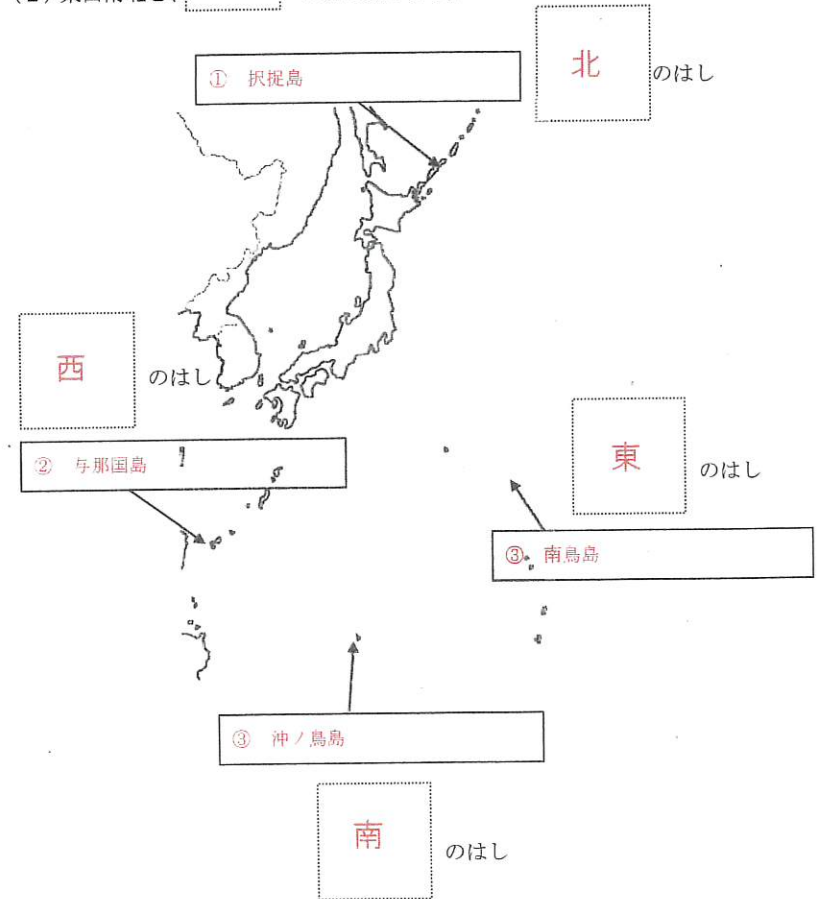 ① 択捉島
北 のはし
西 のはし
② 与那国島
東 のはし
③ 南鳥島
③ 沖ノ鳥島
南 のはし